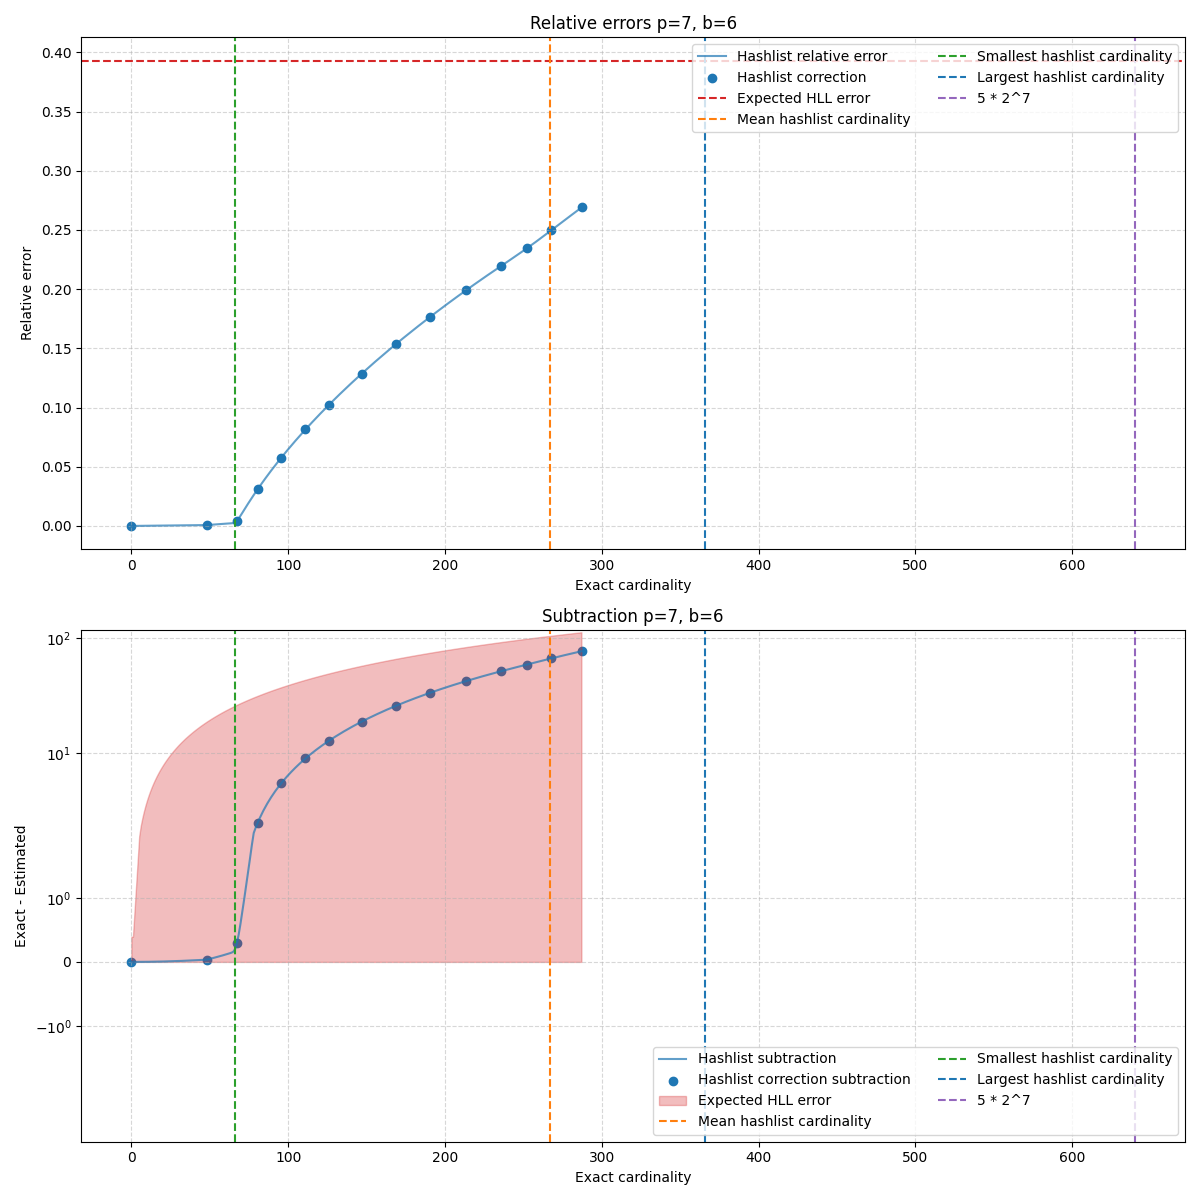 Relative errors p=7, b=6
Relative error
0.40
0.35
0.30
0.25
0.20
0.15
0.10
0.05
0.00
Hashlist relative error
Hashlist correction
Expected HLL error
Mean hashlist cardinality
Smallest hashlist cardinality
Largest hashlist cardinality
5 * 2^7
0 100 200 300 400 500 600
Exact cardinality
Subtraction p=7, b=6
Exact - Estimated
10²
10¹
10⁰
0
−10⁰
Hashlist subtraction
Hashlist correction subtraction
Expected HLL error
Mean hashlist cardinality
Smallest hashlist cardinality
Largest hashlist cardinality
5 * 2^7
0 100 200 300 400 500 600
Exact cardinality